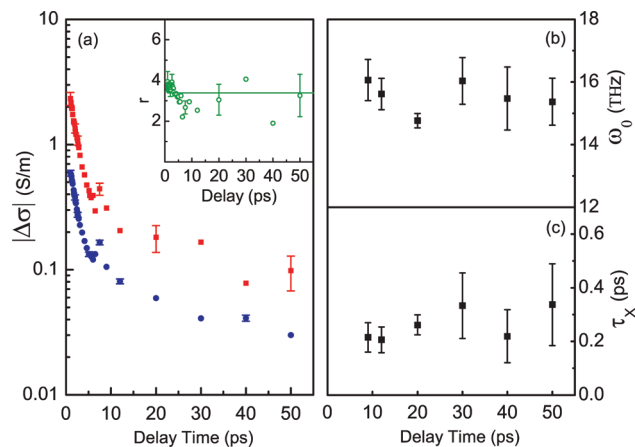 (a)
|Δσ| (S/m)
10
1
0.1
0.01
0 10 20 30 40 50
Delay Time (ps)
r
6
4
2
0
0 10 20 30 40 50
Delay (ps)
(b)
ω0 (THz)
18
16
14
12
(c)
τX (ps)
0.6
0.4
0.2
0.0
10 20 30 40 50
Delay Time (ps)